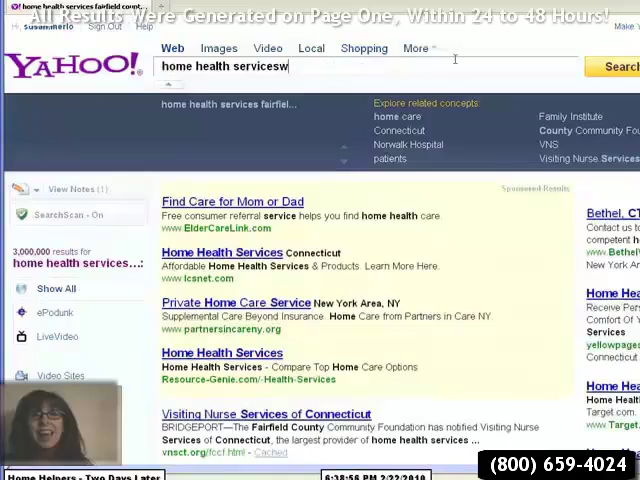 ! home health services fairfield count...
All Results Were Generated on Page One, Within 24 to 48 Hours!
susan.merlo
Make Y
Web Images Video Local Shopping More
YAHOO!
home health servicesw
Search
home health services fairfiel...
Explore related concepts:
home care
Connecticut
Norwalk Hospital
patients
Family Institute
County Community Fou
VNS
Visiting Nurse Services
View Notes (1)
SearchScan - On
3,000,000 results for
home health services...:
Show All
ePodunk
LiveVideo
Video Sites
Sponsored Results
Find Care for Mom or Dad
Free consumer referral service helps you find home health care.
www.ElderCareLink.com
Home Health Services Connecticut
Affordable Home Health Services & Products. Learn More Here.
www.lcsnet.com
Private Home Care Service New York Area, NY
Supplemental Care Beyond Insurance. Home Care from Partners in Care NY.
www.partnersincareny.org
Home Health Services
Home Health Services - Compare Top Home Care Options
Resource-Genie.com/-Health-Services
Visiting Nurse Services of Connecticut
BRIDGEPORT—The Fairfield County Community Foundation has notified Visiting Nurse
Services of Connecticut, the largest provider of home health services ...
vnsct.org/fccf.html - Cached
Bethel, CT
Contact us to
competent h
www.Bethel
New York Ar
Home Hea
Receive Pers
Comfort Of Y
Services
yellowpages
Connecticut
Home Hea
Target.com.
www.Target.
Home Hea
(800) 659-4024
Home Helpers - Two Days Later
6:38:56 PM 2/22/2010